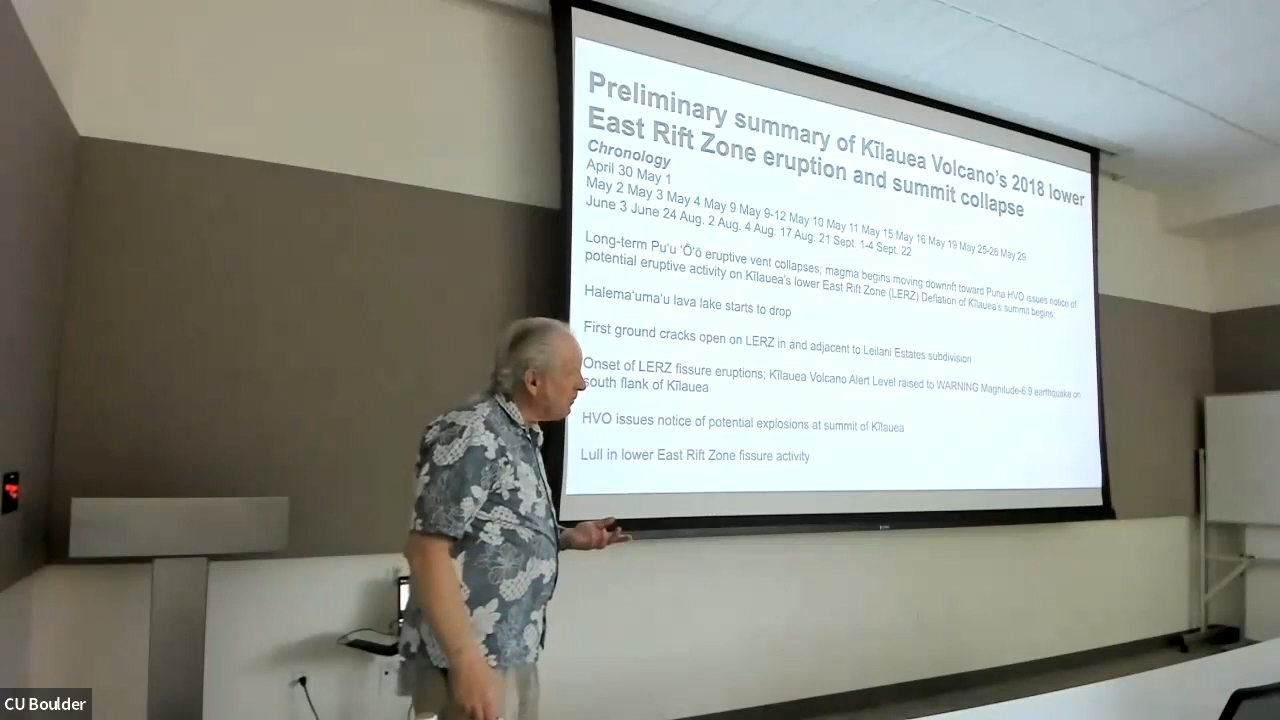 Preliminary summary of Kīlauea Volcano's 2018 lower
East Rift Zone eruption and summit collapse
Chronology
April 30 May 1
May 2 May 3 May 4 May 9 May 9-12 May 10 May 11 May 15 May 16 May 19 May 25-26 May 29
June 3 June 24 Aug. 2 Aug. 4 Aug. 17 Aug. 21 Sept. 1-4 Sept. 22
Long-term Pu'u 'Ō'ō eruptive vent collapses; magma begins moving downrift toward Puna HVO issues notice of
potential eruptive activity on Kīlauea's lower East Rift Zone (LERZ) Deflation of Kīlauea's summit begins;
Halema'uma'u lava lake starts to drop
First ground cracks open on LERZ in and adjacent to Leilani Estates subdivision
Onset of LERZ fissure eruptions; Kīlauea Volcano Alert Level raised to WARNING Magnitude-6.9 earthquake on
south flank of Kīlauea
HVO issues notice of potential explosions at summit of Kīlauea
Lull in lower East Rift Zone fissure activity
CU Boulder